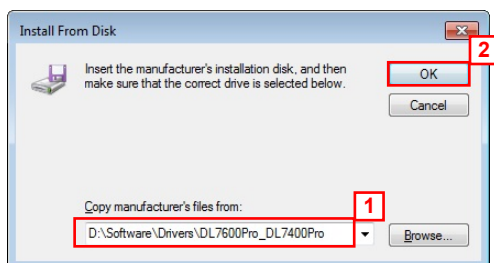 Install From Disk
2
Insert the manufacturer's installation disk, and then
make sure that the correct drive is selected below.
OK
Cancel
Copy manufacturer's files from:
1
D:\Software\Drivers\DL7600Pro_DL7400Pro
Browse...